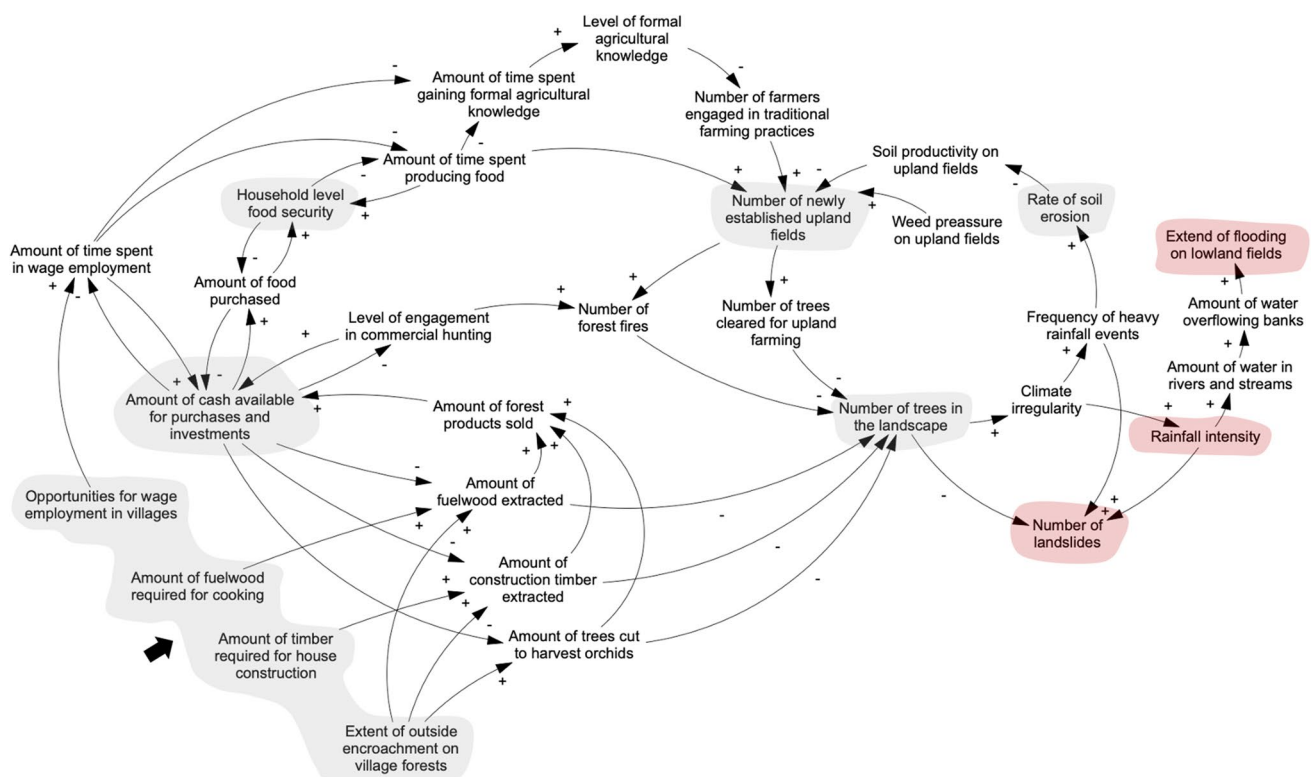 Level of formal
agricultural
knowledge
Amount of time spent
gaining formal agricultural
knowledge
Number of farmers
engaged in traditional
farming practices
Amount of time spent
producing food
Soil productivity on
upland fields
Household level
food security
Number of newly
established upland
fields
Weed preassure
on upland fields
Rate of soil
erosion
Extend of flooding
on lowland fields
Amount of time spent
in wage employment
Amount of food
purchased
Level of engagement
in commercial hunting
Number of
forest fires
Number of trees
cleared for upland
farming
Frequency of heavy
rainfall events
Amount of water
overflowing banks
Amount of water in
rivers and streams
Amount of cash available
for purchases and
investments
Amount of forest
products sold
Number of trees in
the landscape
Climate
irregularity
Rainfall intensity
Opportunities for wage
employment in villages
Amount of
fuelwood extracted
Number of
landslides
Amount of fuelwood
required for cooking
Amount of
construction timber
extracted
Amount of timber
required for house
construction
Amount of trees cut
to harvest orchids
Extent of outside
encroachment on
village forests